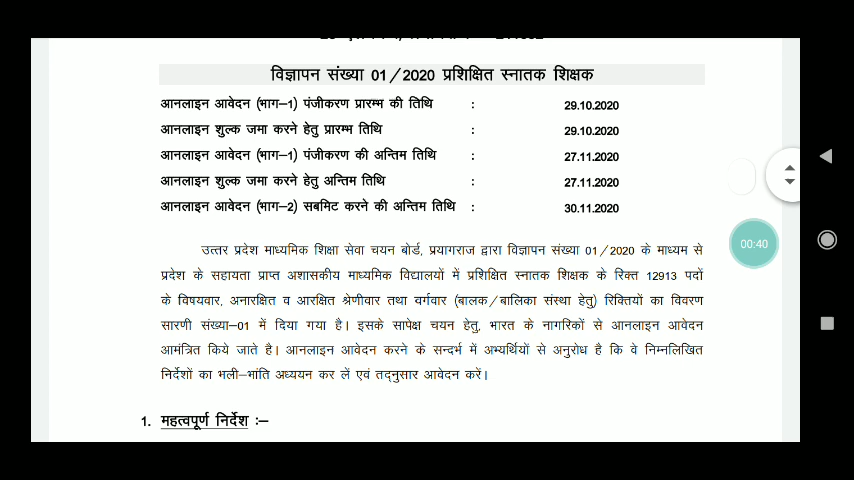 विज्ञापन संख्या 01/2020 प्रशिक्षित स्नातक शिक्षक
आनलाइन आवेदन (भाग–1) पंजीकरण प्रारम्भ की तिथि : 29.10.2020
आनलाइन शुल्क जमा करने हेतु प्रारम्भ तिथि : 29.10.2020
आनलाइन आवेदन (भाग–1) पंजीकरण की अन्तिम तिथि : 27.11.2020
आनलाइन शुल्क जमा करने हेतु अन्तिम तिथि : 27.11.2020
आनलाइन आवेदन (भाग–2) सबमिट करने की अन्तिम तिथि : 30.11.2020
00:40
उत्तर प्रदेश माध्यमिक शिक्षा सेवा चयन बोर्ड, प्रयागराज द्वारा विज्ञापन संख्या 01/2020 के माध्यम से
प्रदेश के सहायता प्राप्त अशासकीय माध्यमिक विद्यालयों में प्रशिक्षित स्नातक शिक्षक के रिक्त 12913 पदों
के विषयवार, अनारक्षित व आरक्षित श्रेणीवार तथा वर्गवार (बालक/बालिका संस्था हेतु) रिक्तियों का विवरण
सारणी संख्या–01 में दिया गया है। इसके सापेक्ष चयन हेतु, भारत के नागरिकों से आनलाइन आवेदन
आमंत्रित किये जाते है। आनलाइन आवेदन करने के सन्दर्भ में अभ्यर्थियों से अनुरोध है कि वे निम्नलिखित
निर्देशों का भली–भांति अध्ययन कर लें एवं तद्नुसार आवेदन करें।
1. महत्वपूर्ण निर्देश :–